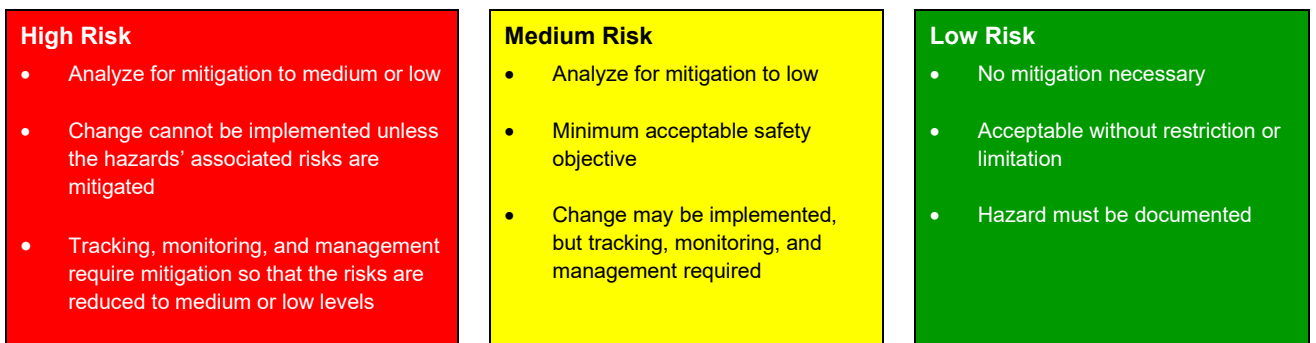 High Risk
• Analyze for mitigation to medium or low
• Change cannot be implemented unless
the hazards’ associated risks are
mitigated
• Tracking, monitoring, and management
require mitigation so that the risks are
reduced to medium or low levels
Medium Risk
• Analyze for mitigation to low
• Minimum acceptable safety
objective
• Change may be implemented,
but tracking, monitoring, and
management required
Low Risk
• No mitigation necessary
• Acceptable without restriction or
limitation
• Hazard must be documented